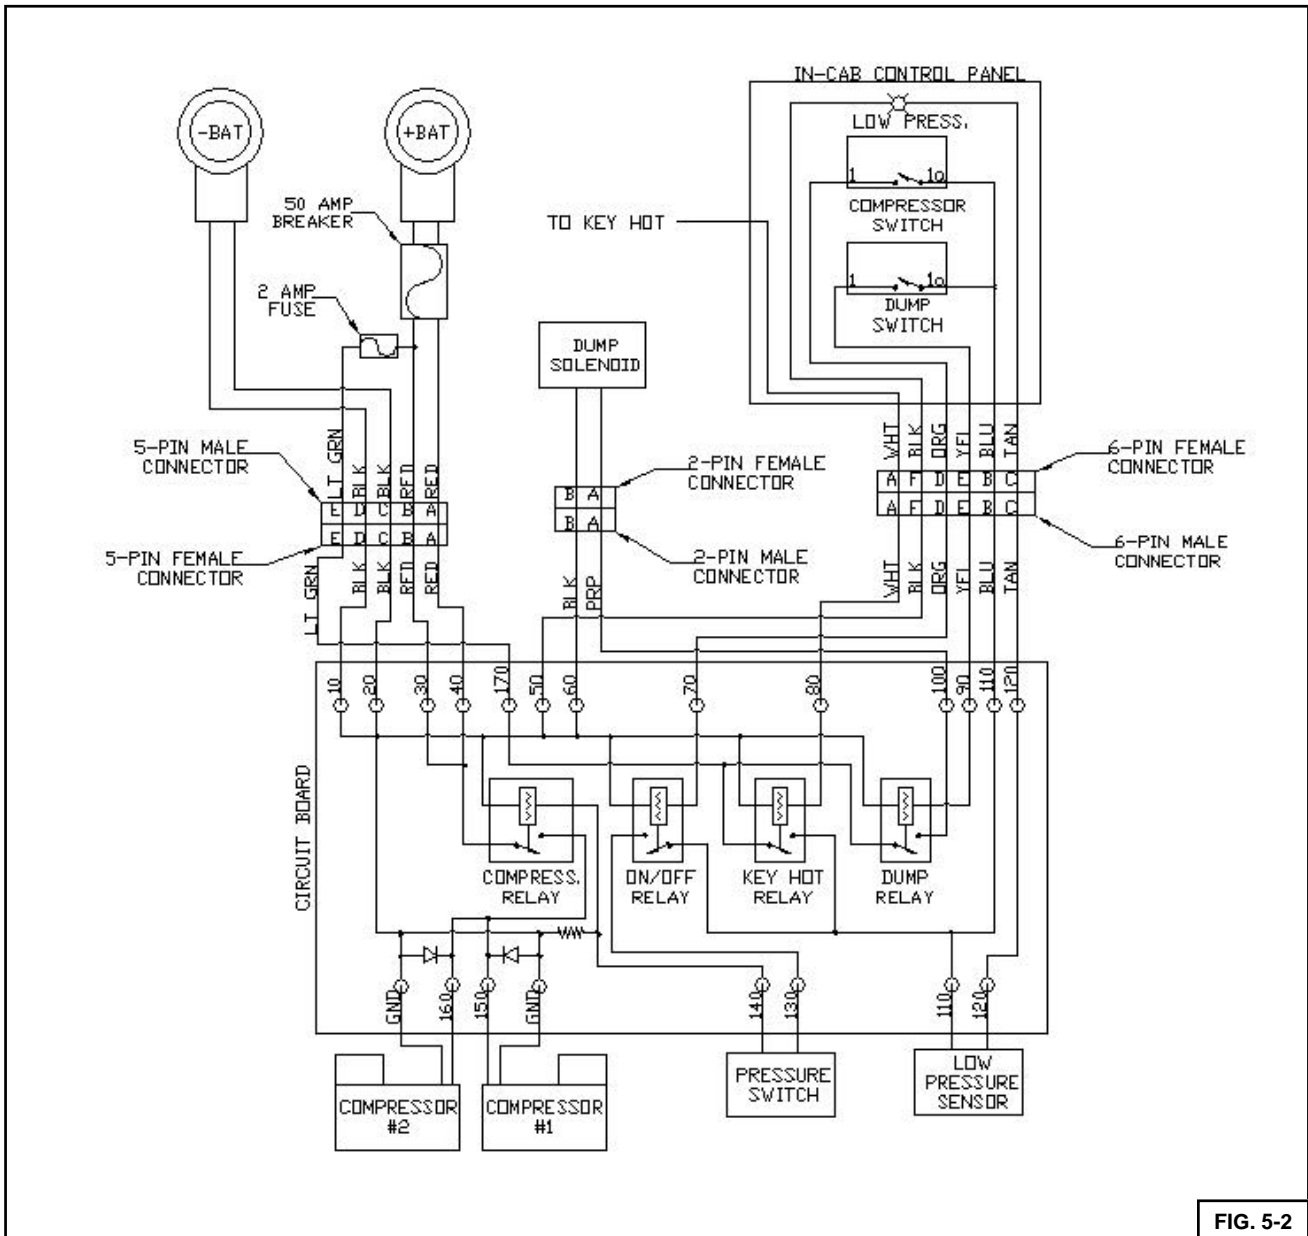 IN-CAB CONTROL PANEL
-BAT
+BAT
LOW PRESS.
1 1o
COMPRESSOR
SWITCH
50 AMP
BREAKER
TO KEY HOT
1 1o
DUMP
SWITCH
2 AMP
FUSE
DUMP
SOLENOID
5-PIN MALE
CONNECTOR
LT GRN
BLK
BLK
RED
RED
E D C B A
E D C B A
5-PIN FEMALE
CONNECTOR
LT GRN
BLK
BLK
RED
RED
2-PIN FEMALE
CONNECTOR
B A
B A
2-PIN MALE
CONNECTOR
BLK
PRP
WHT
BLK
ORG
YEL
BLU
TAN
6-PIN FEMALE
CONNECTOR
A F D E B C
A F D E B C
6-PIN MALE
CONNECTOR
WHT
BLK
ORG
YEL
BLU
TAN
10
20
30
40
170
50
60
70
80
100
90
110
120
CIRCUIT BOARD
COMPRESS.
RELAY
ON/OFF
RELAY
KEY HOT
RELAY
DUMP
RELAY
GND
160
150
GND
140
130
110
120
COMPRESSOR
#2
COMPRESSOR
#1
PRESSURE
SWITCH
LOW
PRESSURE
SENSOR
FIG. 5-2